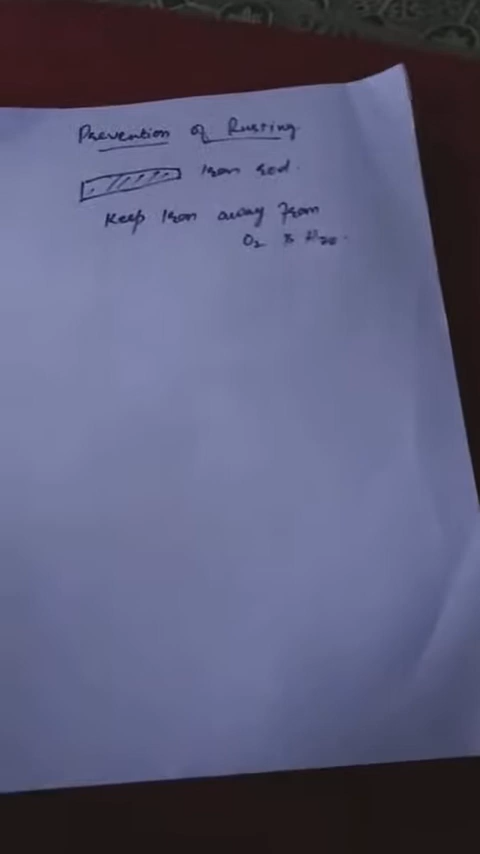 Prevention of Rusting
Iron rod.
Keep Iron away from
O2 & H2O.